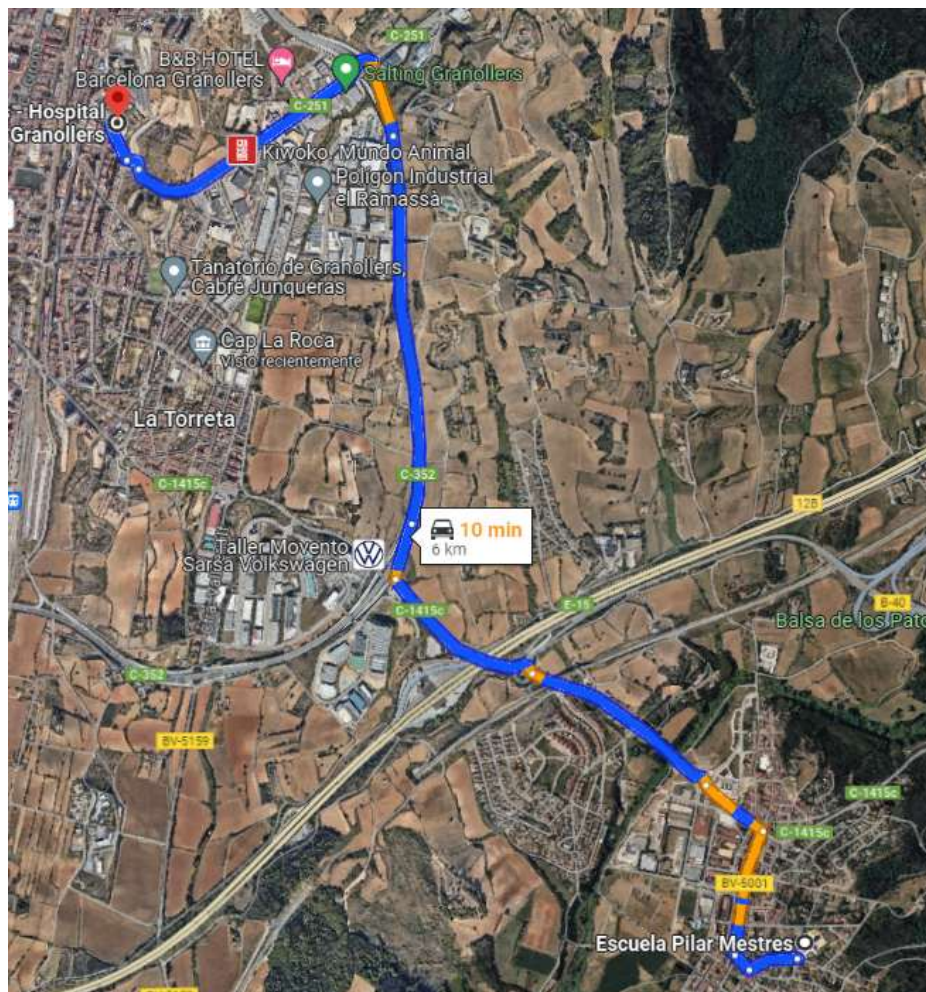 C-251
C-251
B&B HOTEL
Barcelona Granollers
Salting Granollers
- Hospital
Granollers
Kiwoko, Mundo Animal
Polígon Industrial
el Ramassà
Tanatorio de Granollers,
Cabré Junqueras
Cap La Roca
Visto recientemente
La Torreta
C-352
C-1415c
12B
10 min
6 km
Taller Movento
Sarsa Volkswagen
C-1415c
E-15
B-40
Balsa de los Pato
C-352
BV-5159
C-1415c
C-1415c
BV-5001
Escuela Pilar Mestres